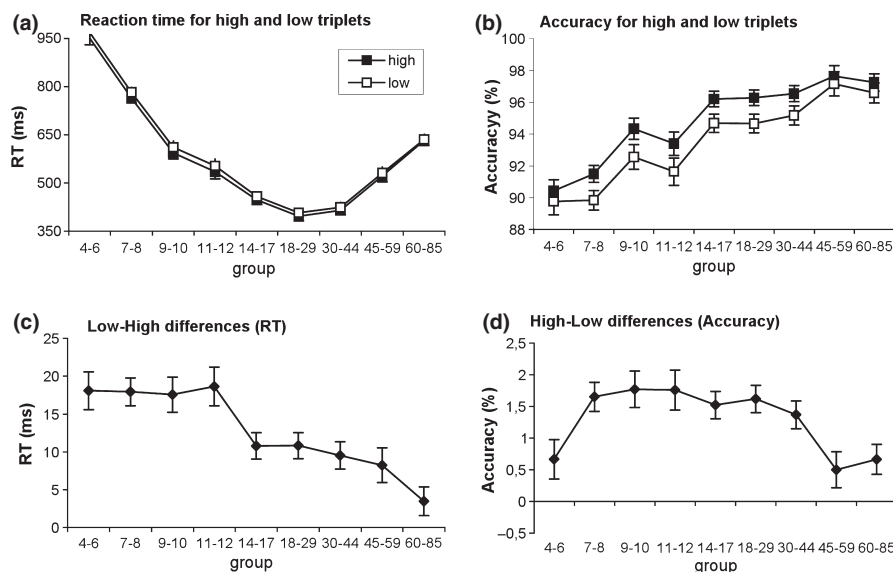 (a) Reaction time for high and low triplets
950
800
650
500
350
RT (ms)
high
low
4-6 7-8 9-10 11-12 14-17 18-29 30-44 45-59 60-85
group
(b) Accuracy for high and low triplets
100
98
96
94
92
90
88
Accuracyy (%)
4-6 7-8 9-10 11-12 14-17 18-29 30-44 45-59 60-85
group
(c) Low-High differences (RT)
25
20
15
10
5
0
RT (ms)
4-6 7-8 9-10 11-12 14-17 18-29 30-44 45-59 60-85
group
(d) High-Low differences (Accuracy)
2,5
2
1,5
1
0,5
0
–0,5
Accuracy (%)
4-6 7-8 9-10 11-12 14-17 18-29 30-44 45-59 60-85
group